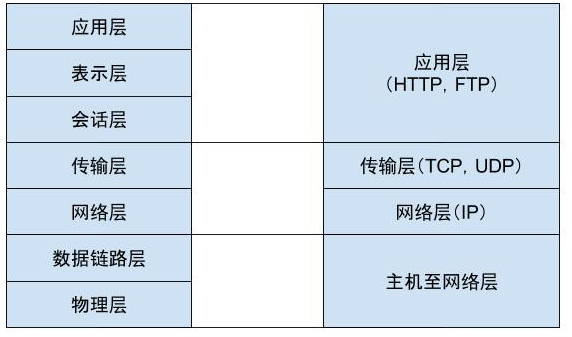 应用层
表示层
会话层
传输层
网络层
数据链路层
物理层
应用层
（HTTP，FTP）
传输层（TCP，UDP）
网络层（IP）
主机至网络层